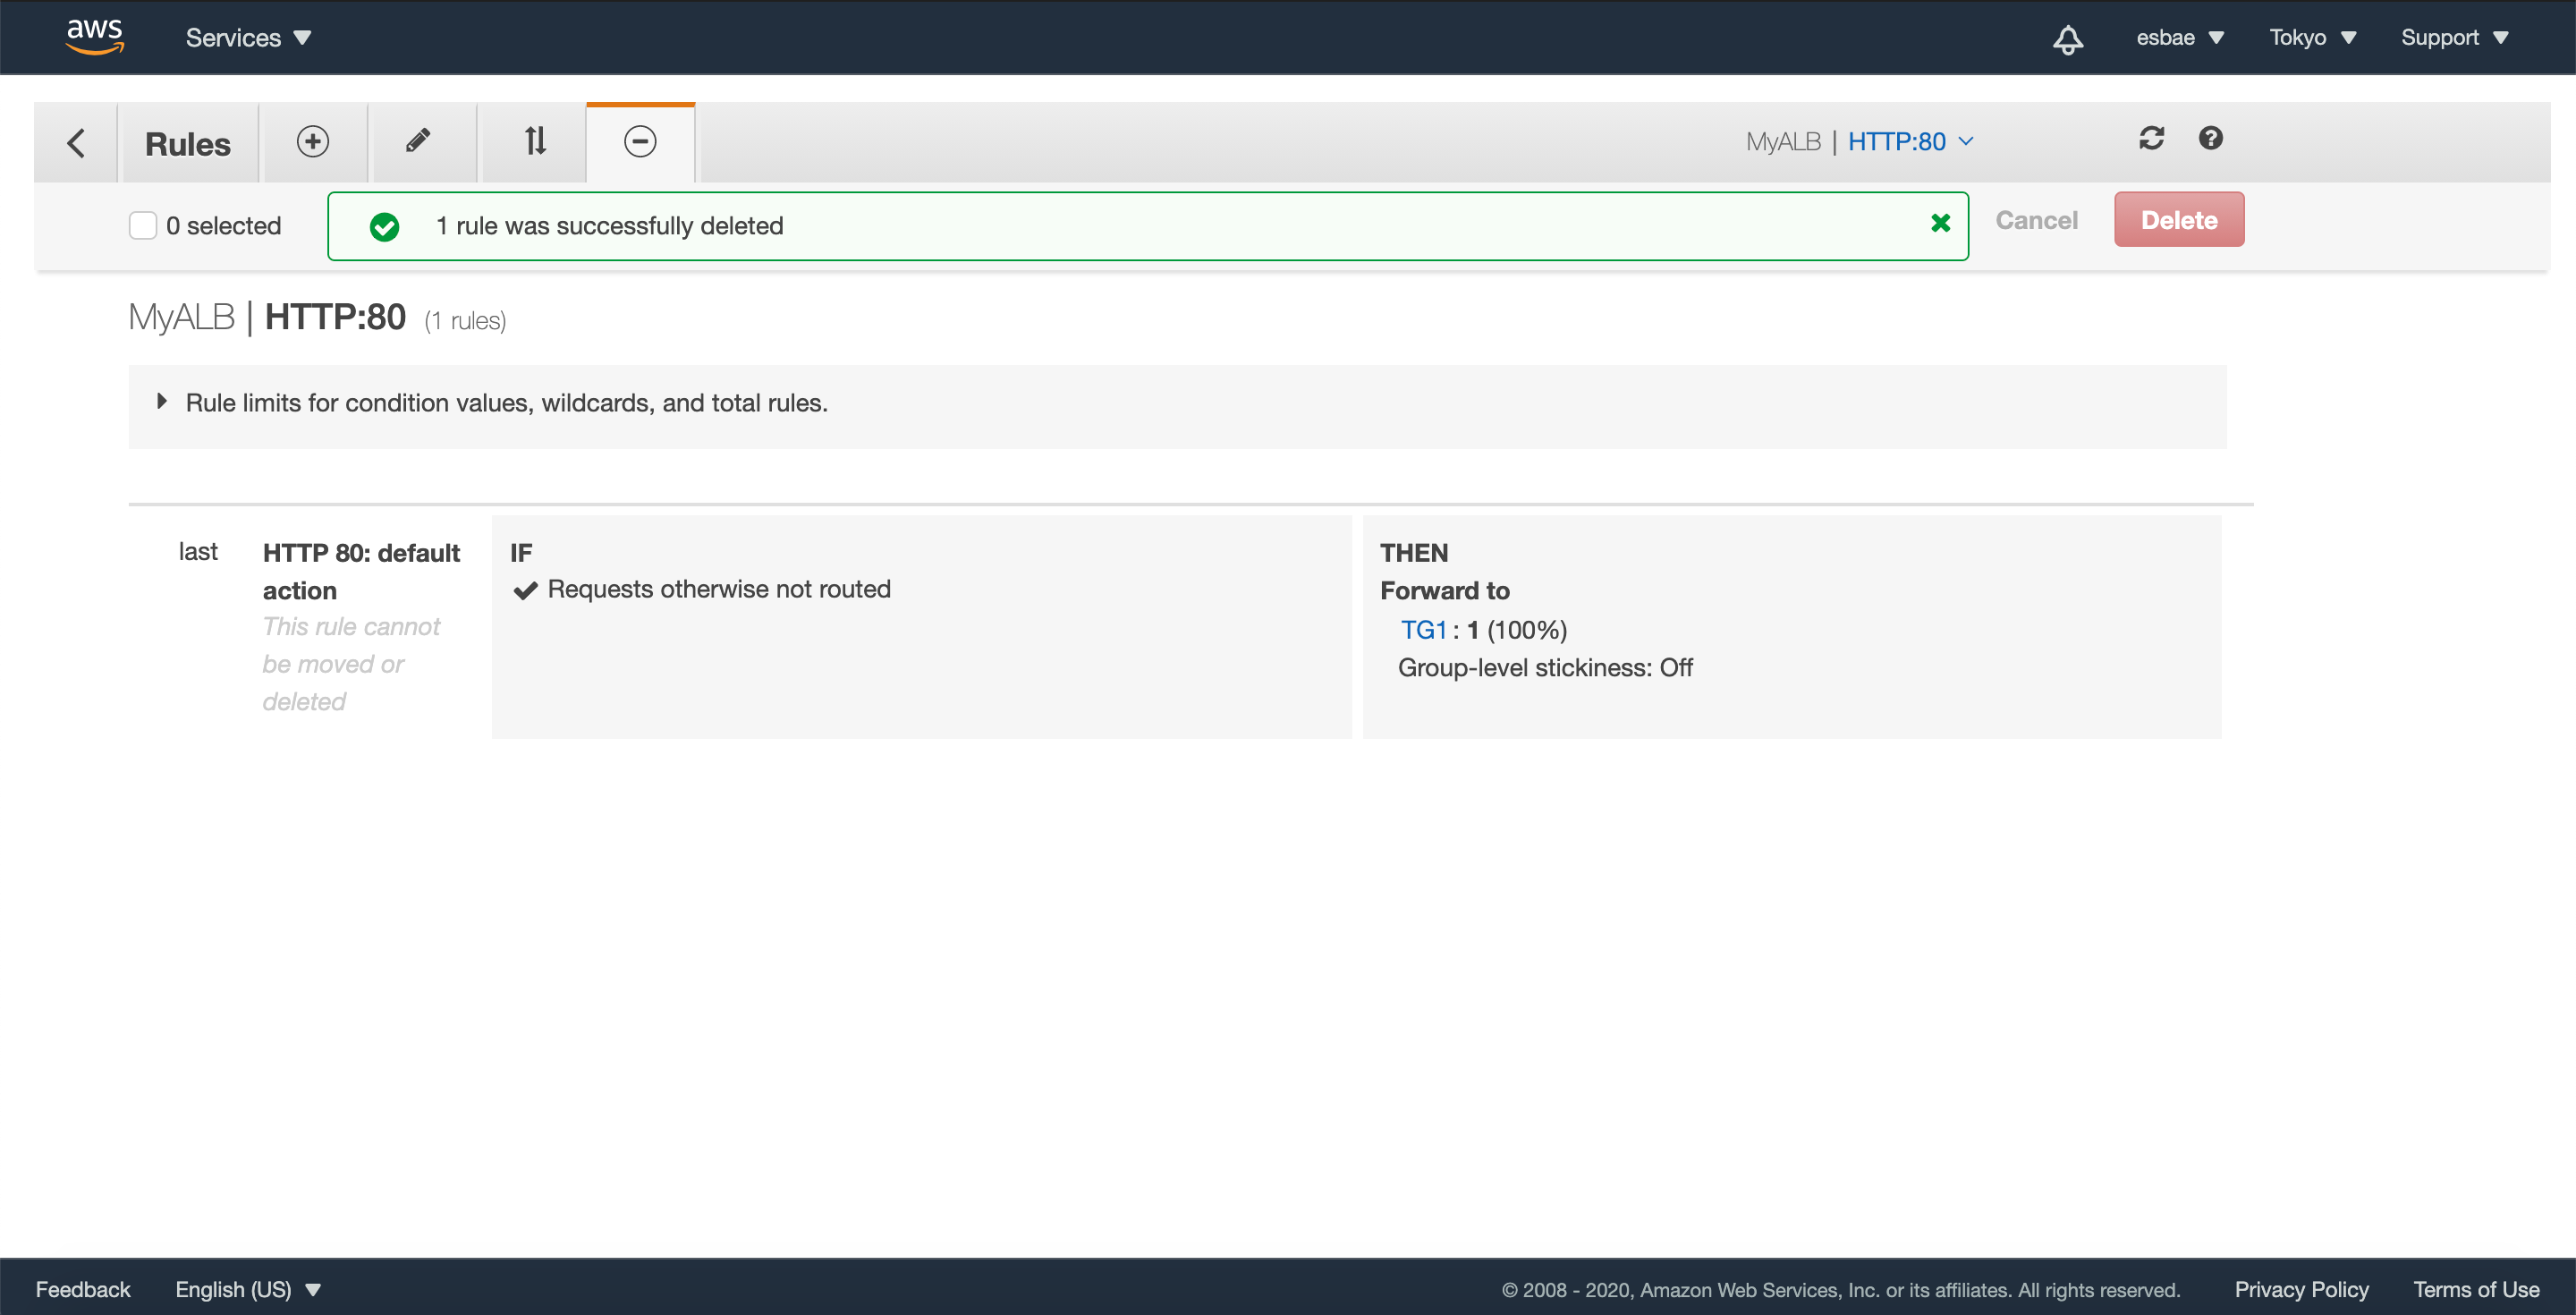 aws
Services
esbae
Tokyo
Support
Rules
MyALB | HTTP:80
0 selected
1 rule was successfully deleted
Cancel
Delete
MyALB | HTTP:80 (1 rules)
Rule limits for condition values, wildcards, and total rules.
last
HTTP 80: default
action
This rule cannot
be moved or
deleted
IF
Requests otherwise not routed
THEN
Forward to
TG1 : 1 (100%)
Group-level stickiness: Off
Feedback
English (US)
© 2008 - 2020, Amazon Web Services, Inc. or its affiliates. All rights reserved.
Privacy Policy
Terms of Use